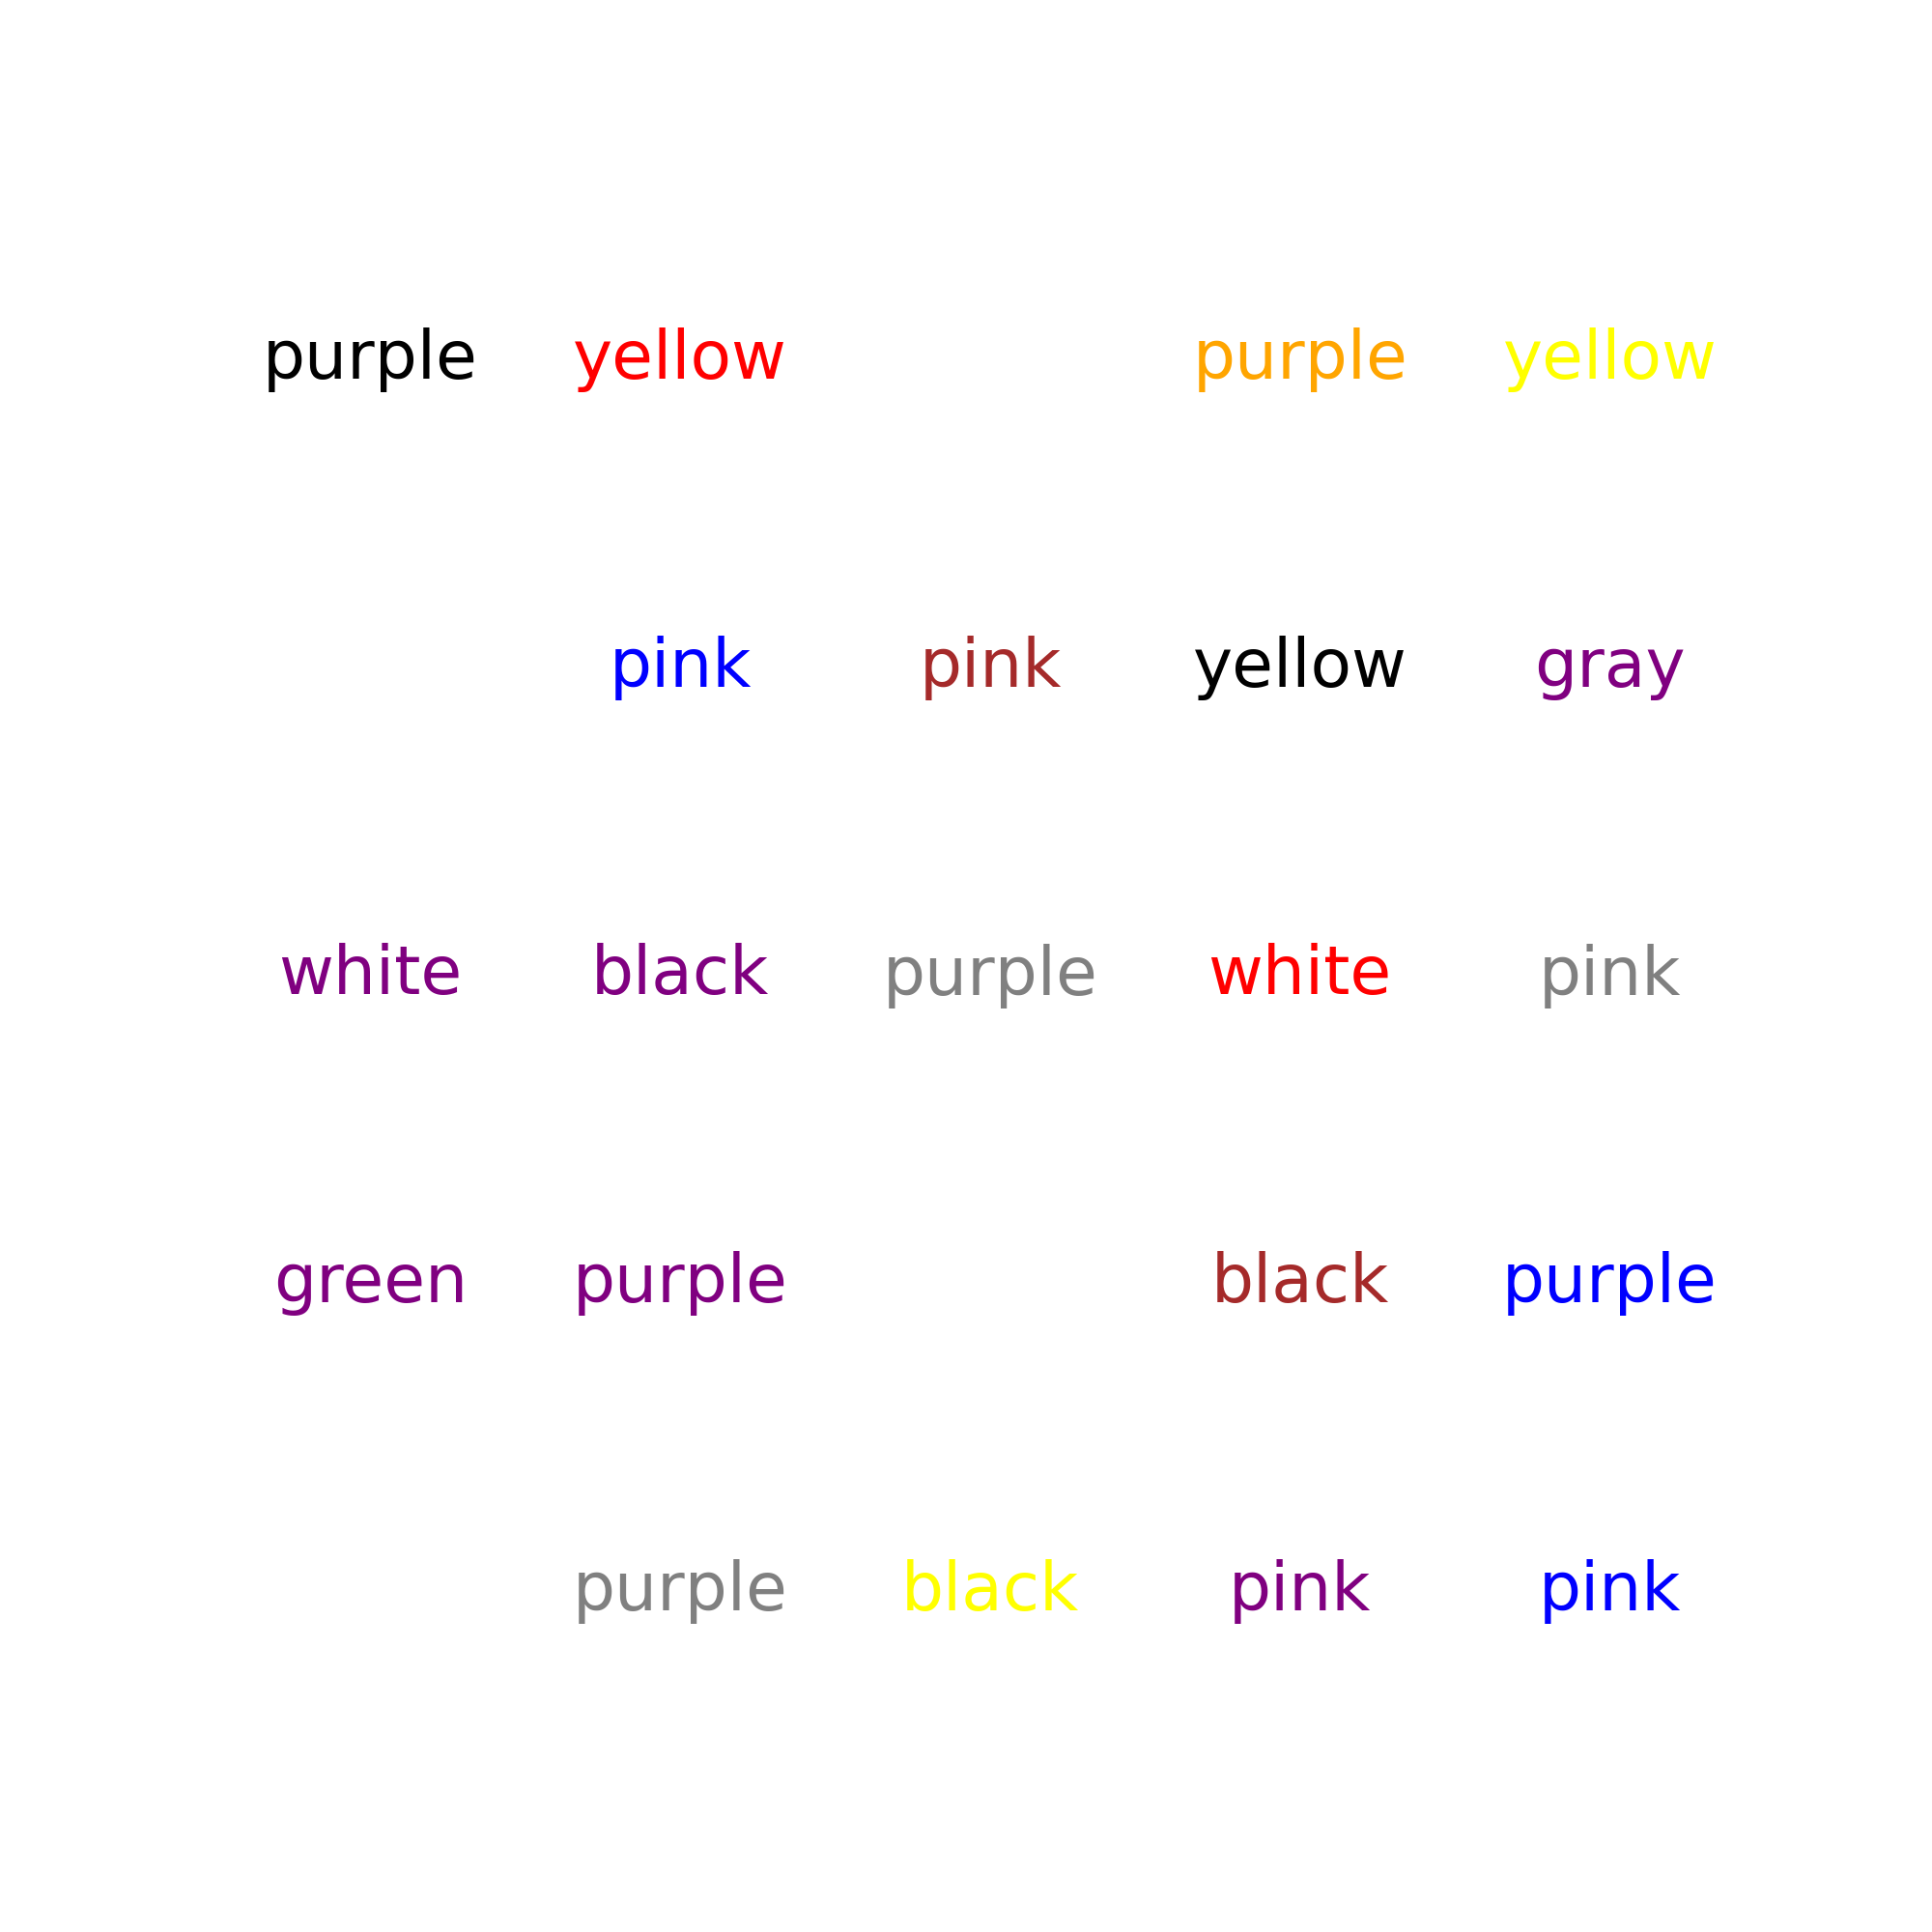 purple yellow purple yellow
pink pink yellow gray
white black purple white pink
green purple black purple
purple black pink pink